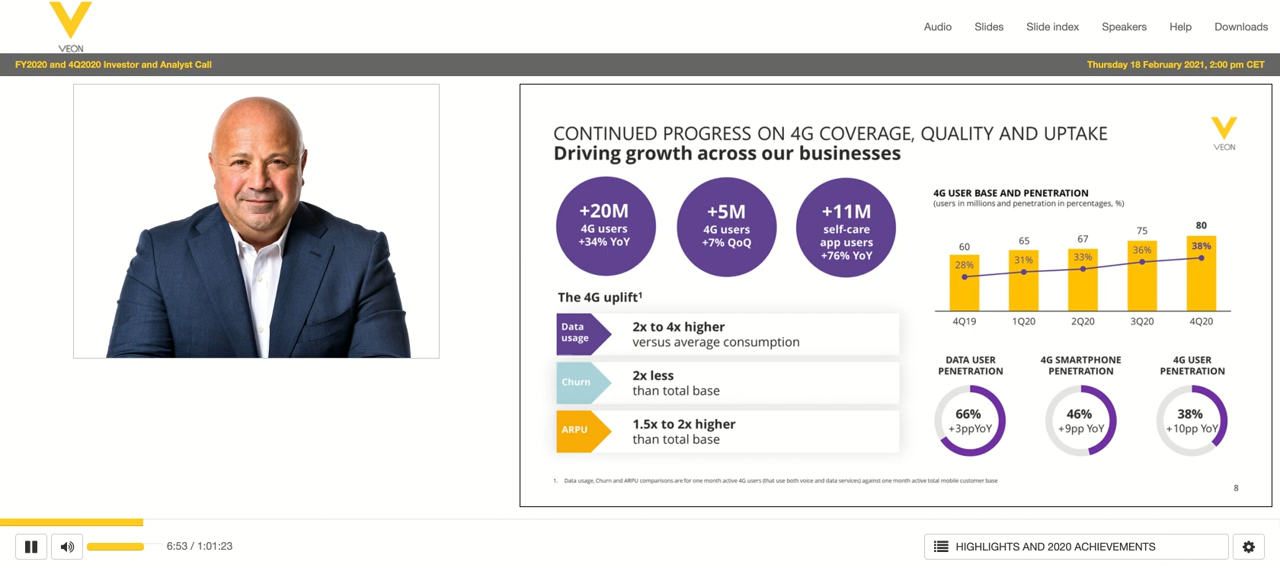 VEON
Audio Slides Slide index Speakers Help Downloads
FY2020 and 4Q2020 Investor and Analyst Call
Thursday 18 February 2021, 2:00 pm CET
CONTINUED PROGRESS ON 4G COVERAGE, QUALITY AND UPTAKE
Driving growth across our businesses
VEON
+20M
4G users
+34% YoY
+5M
4G users
+7% QoQ
+11M
self-care
app users
+76% YoY
The 4G uplift¹
Data
usage
2x to 4x higher
versus average consumption
Churn
2x less
than total base
ARPU
1.5x to 2x higher
than total base
4G USER BASE AND PENETRATION
(users in millions and penetration in percentages, %)
60 65 67 75 80
28% 31% 33% 36% 38%
4Q19 1Q20 2Q20 3Q20 4Q20
DATA USER
PENETRATION
66%
+3ppYoY
4G SMARTPHONE
PENETRATION
46%
+9pp YoY
4G USER
PENETRATION
38%
+10pp YoY
1. Data usage, Churn and ARPU comparisons are for one month active 4G users (that use both voice and data services) against one month active total mobile customer base
8
6:53 / 1:01:23
HIGHLIGHTS AND 2020 ACHIEVEMENTS